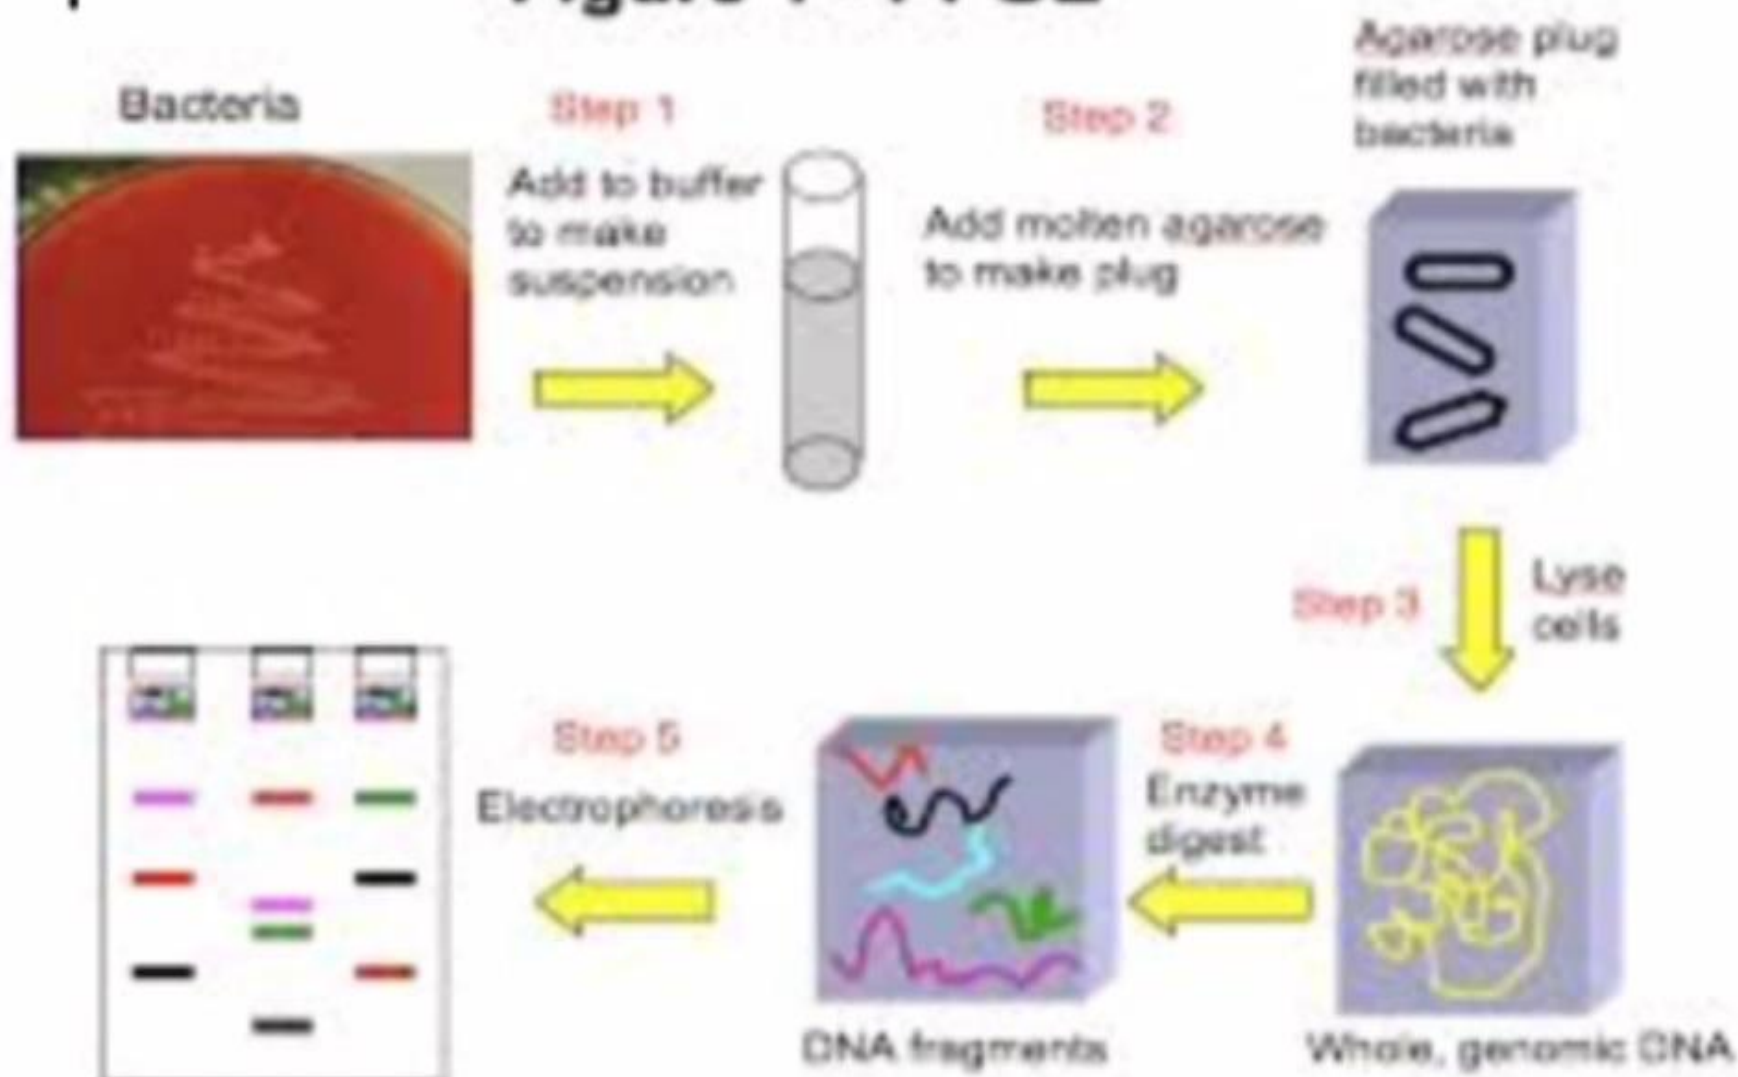 Bacteria
Step 1
Add to buffer
to make
suspension
Step 2
Add molten agarose
to make plug
Agarose plug
filled with
bacteria
Step 3
Lyse
cells
Whole, genomic DNA
Step 4
Enzyme
digest
DNA fragments
Step 5
Electrophoresis